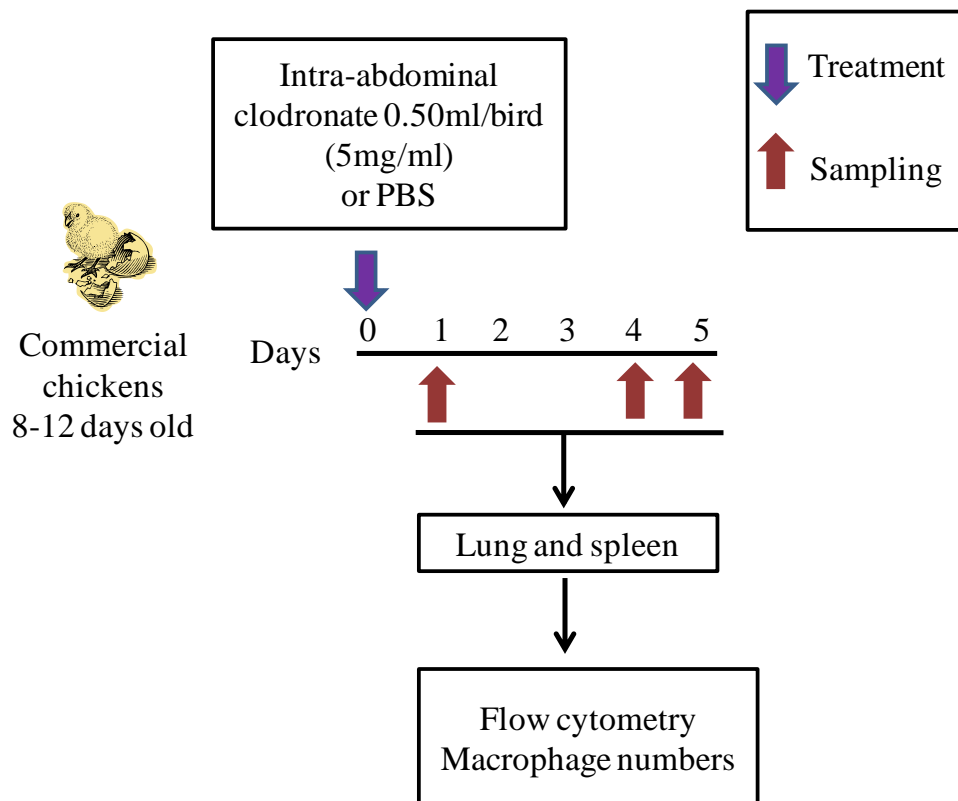 Intra-abdominal
clodronate 0.50ml/bird
(5mg/ml)
or PBS
Treatment
Sampling
Commercial
chickens
8-12 days old
Days
0 1 2 3 4 5
Lung and spleen
Flow cytometry
Macrophage numbers